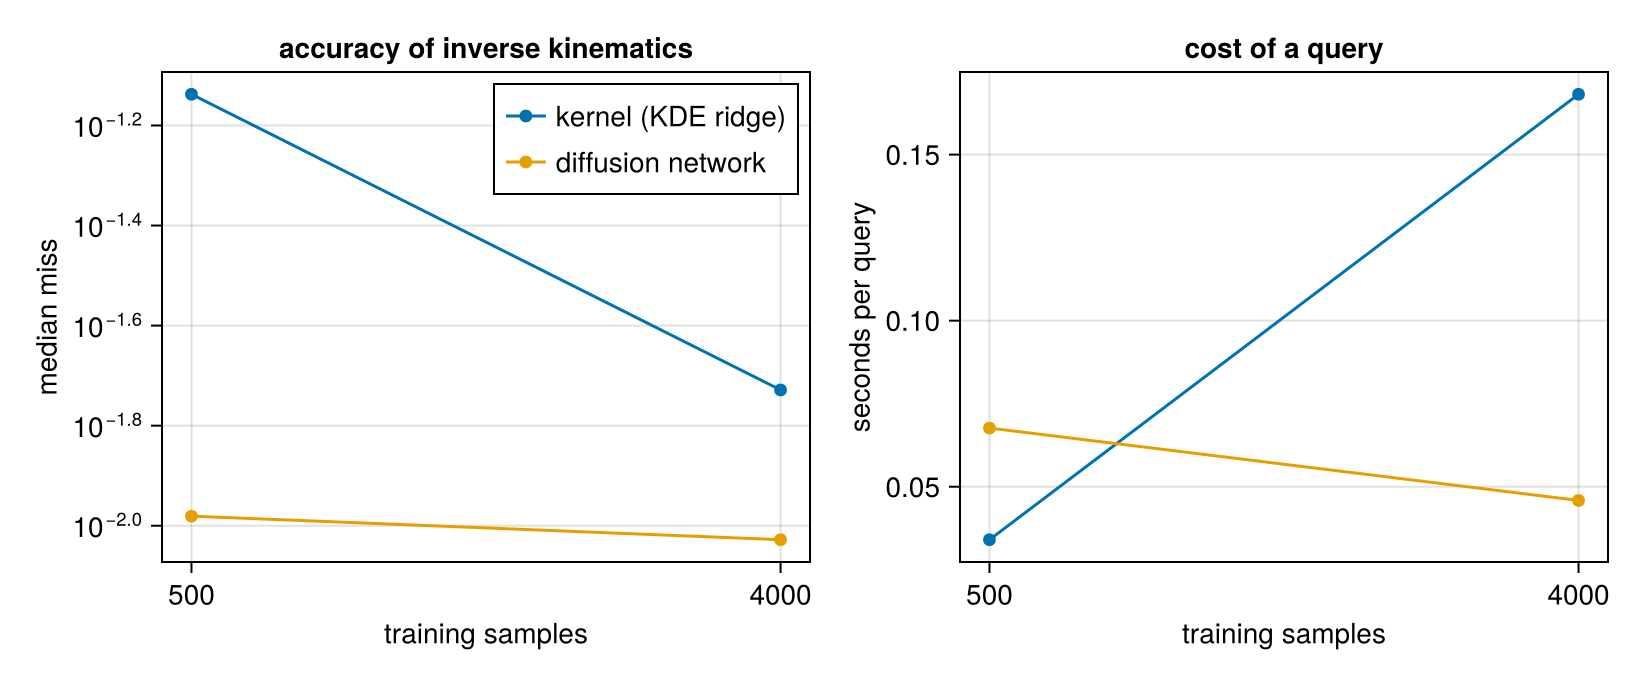 accuracy of inverse kinematics
median miss
10^−1.2
10^−1.4
10^−1.6
10^−1.8
10^−2.0
kernel (KDE ridge)
diffusion network
500
4000
training samples
cost of a query
seconds per query
0.15
0.10
0.05
500
4000
training samples